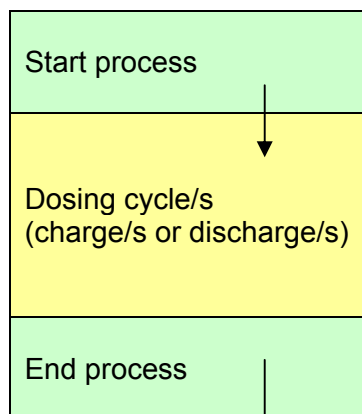 Start process
Dosing cycle/s
(charge/s or discharge/s)
End process